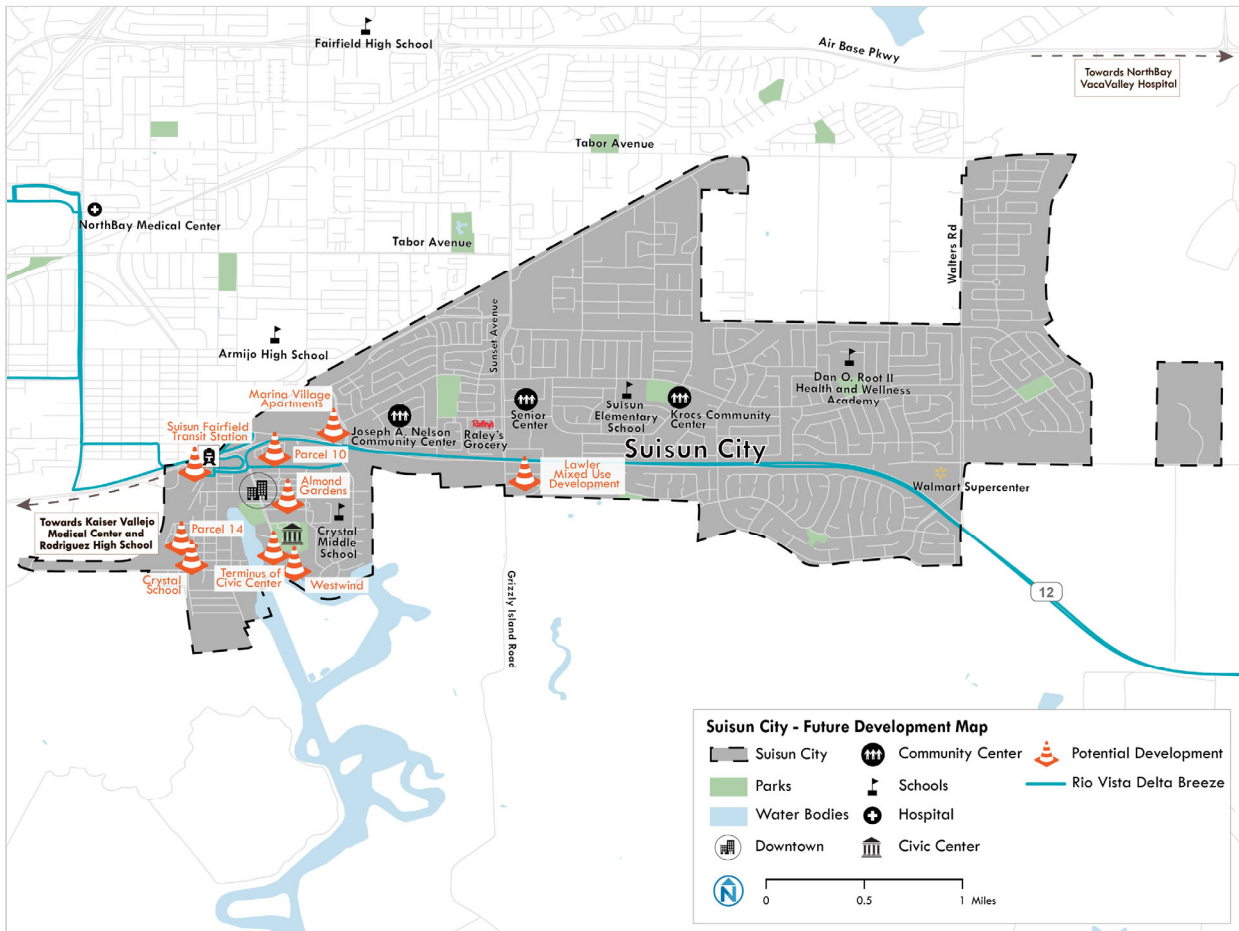 Fairfield High School
Air Base Pkwy
Towards NorthBay
VacaValley Hospital
Tabor Avenue
NorthBay Medical Center
Tabor Avenue
Walters Rd
Sunset Avenue
Armijo High School
Dan O. Root II
Health and Wellness
Academy
Marina Village
Apartments
Suisun Fairfield
Transit Station
Joseph A. Nelson
Community Center
Raley's
Raley's
Grocery
Senior
Center
Suisun
Elementary
School
Krocs Community
Center
Suisun City
Parcel 10
Almond
Gardens
Lawler
Mixed Use
Development
Walmart Supercenter
Towards Kaiser Vallejo
Medical Center and
Rodriguez High School
Parcel 14
Crystal
Middle
School
Crystal
School
Terminus of
Civic Center
Westwind
Grizzly Island Road
12
Suisun City - Future Development Map
Suisun City
Community Center
Potential Development
Parks
Schools
Rio Vista Delta Breeze
Water Bodies
Hospital
Downtown
Civic Center
N
0 0.5 1 Miles